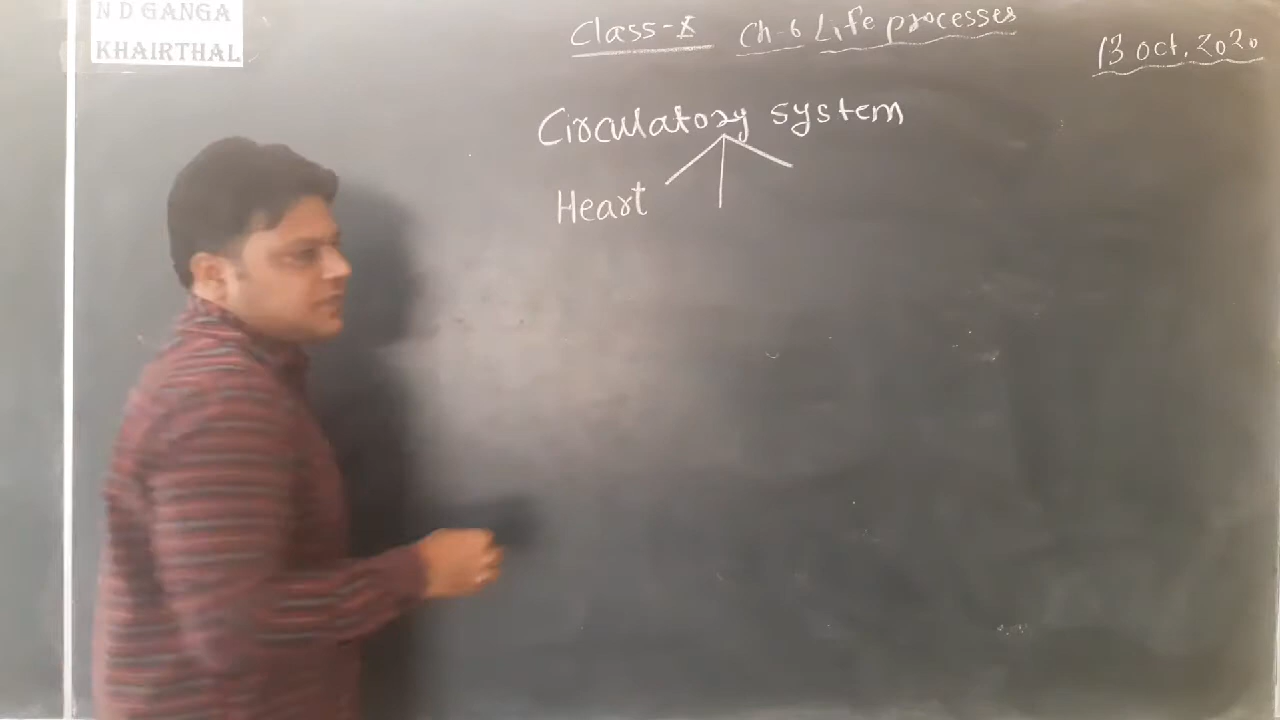 N D GANGA
KHAIRTHAL
Class-X Ch-6 Life processes
13 oct. 2020
Circulatory system
Heart